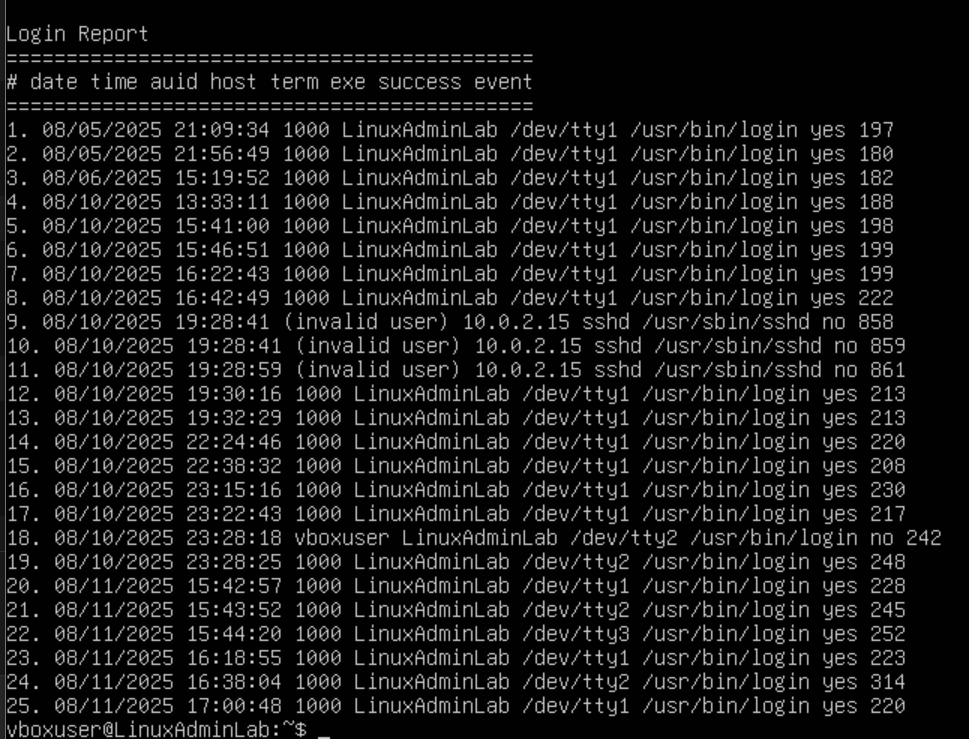 Login Report
============================================
# date time auid host term exe success event
============================================
1. 08/05/2025 21:09:34 1000 LinuxAdminLab /dev/tty1 /usr/bin/login yes 197
2. 08/05/2025 21:56:49 1000 LinuxAdminLab /dev/tty1 /usr/bin/login yes 180
3. 08/06/2025 15:19:52 1000 LinuxAdminLab /dev/tty1 /usr/bin/login yes 182
4. 08/10/2025 13:33:11 1000 LinuxAdminLab /dev/tty1 /usr/bin/login yes 188
5. 08/10/2025 15:41:00 1000 LinuxAdminLab /dev/tty1 /usr/bin/login yes 198
6. 08/10/2025 15:46:51 1000 LinuxAdminLab /dev/tty1 /usr/bin/login yes 199
7. 08/10/2025 16:22:43 1000 LinuxAdminLab /dev/tty1 /usr/bin/login yes 199
8. 08/10/2025 16:42:49 1000 LinuxAdminLab /dev/tty1 /usr/bin/login yes 222
9. 08/10/2025 19:28:41 (invalid user) 10.0.2.15 sshd /usr/sbin/sshd no 858
10. 08/10/2025 19:28:41 (invalid user) 10.0.2.15 sshd /usr/sbin/sshd no 859
11. 08/10/2025 19:28:59 (invalid user) 10.0.2.15 sshd /usr/sbin/sshd no 861
12. 08/10/2025 19:30:16 1000 LinuxAdminLab /dev/tty1 /usr/bin/login yes 213
13. 08/10/2025 19:32:29 1000 LinuxAdminLab /dev/tty1 /usr/bin/login yes 213
14. 08/10/2025 22:24:46 1000 LinuxAdminLab /dev/tty1 /usr/bin/login yes 220
15. 08/10/2025 22:38:32 1000 LinuxAdminLab /dev/tty1 /usr/bin/login yes 208
16. 08/10/2025 23:15:16 1000 LinuxAdminLab /dev/tty1 /usr/bin/login yes 230
17. 08/10/2025 23:22:43 1000 LinuxAdminLab /dev/tty1 /usr/bin/login yes 217
18. 08/10/2025 23:28:18 vboxuser LinuxAdminLab /dev/tty2 /usr/bin/login no 242
19. 08/10/2025 23:28:25 1000 LinuxAdminLab /dev/tty2 /usr/bin/login yes 248
20. 08/11/2025 15:42:57 1000 LinuxAdminLab /dev/tty1 /usr/bin/login yes 228
21. 08/11/2025 15:43:52 1000 LinuxAdminLab /dev/tty2 /usr/bin/login yes 245
22. 08/11/2025 15:44:20 1000 LinuxAdminLab /dev/tty3 /usr/bin/login yes 252
23. 08/11/2025 16:18:55 1000 LinuxAdminLab /dev/tty1 /usr/bin/login yes 223
24. 08/11/2025 16:38:04 1000 LinuxAdminLab /dev/tty2 /usr/bin/login yes 314
25. 08/11/2025 17:00:48 1000 LinuxAdminLab /dev/tty1 /usr/bin/login yes 220
vboxuser@LinuxAdminLab:~$ _